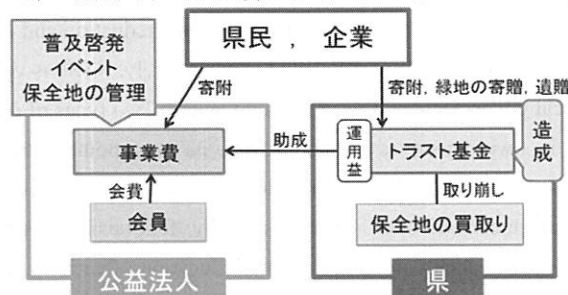 県民 , 企業
普及啓発
イベント
保全地の管理
寄附
寄附, 緑地の寄贈, 遺贈
事業費
助成
運用益
トラスト基金
造成
会費
取り崩し
会員
保全地の買取り
公益法人
県